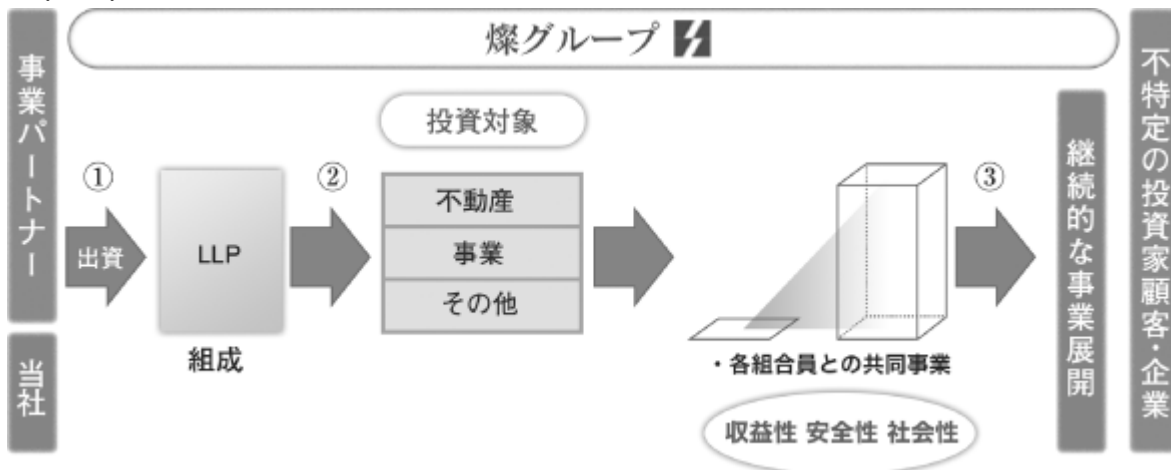 燦グループ
事業パートナー
当社
①
出資
LLP
組成
②
投資対象
不動産
事業
その他
・各組合員との共同事業
収益性 安全性 社会性
③
継続的な事業展開
不特定の投資家顧客・企業